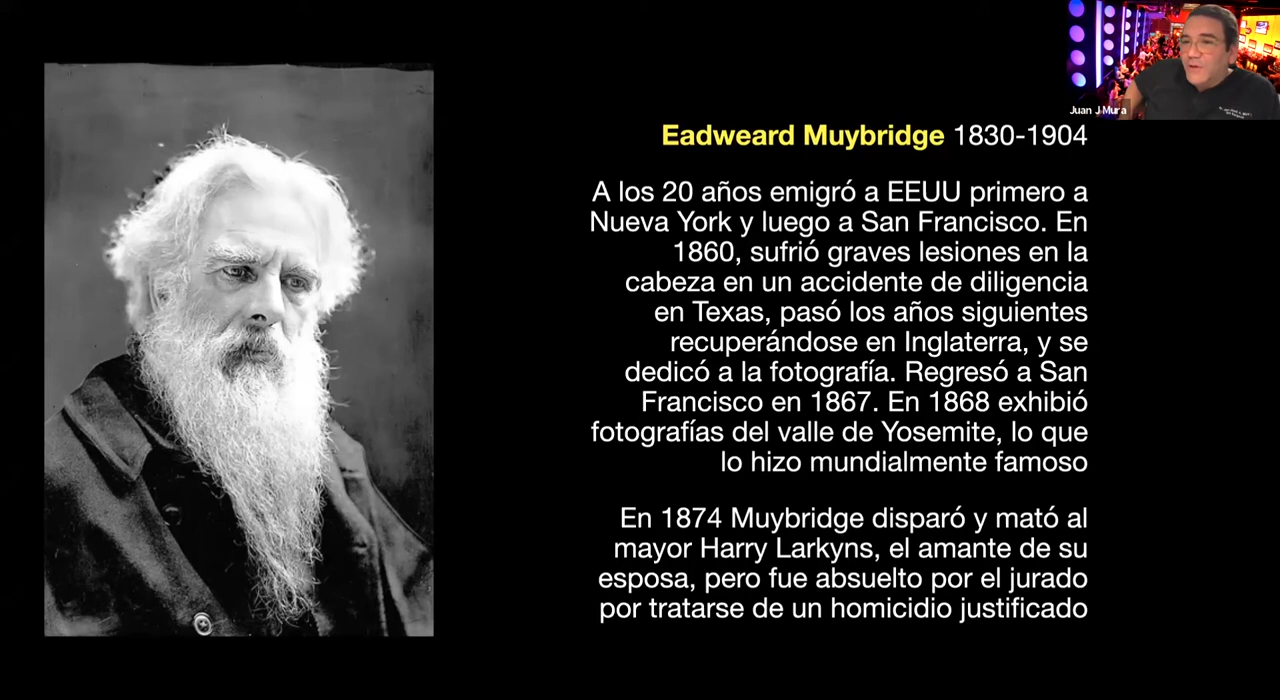 Juan J Mura
Eadweard Muybridge 1830-1904
A los 20 años emigró a EEUU primero a
Nueva York y luego a San Francisco. En
1860, sufrió graves lesiones en la
cabeza en un accidente de diligencia
en Texas, pasó los años siguientes
recuperándose en Inglaterra, y se
dedicó a la fotografía. Regresó a San
Francisco en 1867. En 1868 exhibió
fotografías del valle de Yosemite, lo que
lo hizo mundialmente famoso
En 1874 Muybridge disparó y mató al
mayor Harry Larkyns, el amante de su
esposa, pero fue absuelto por el jurado
por tratarse de un homicidio justificado